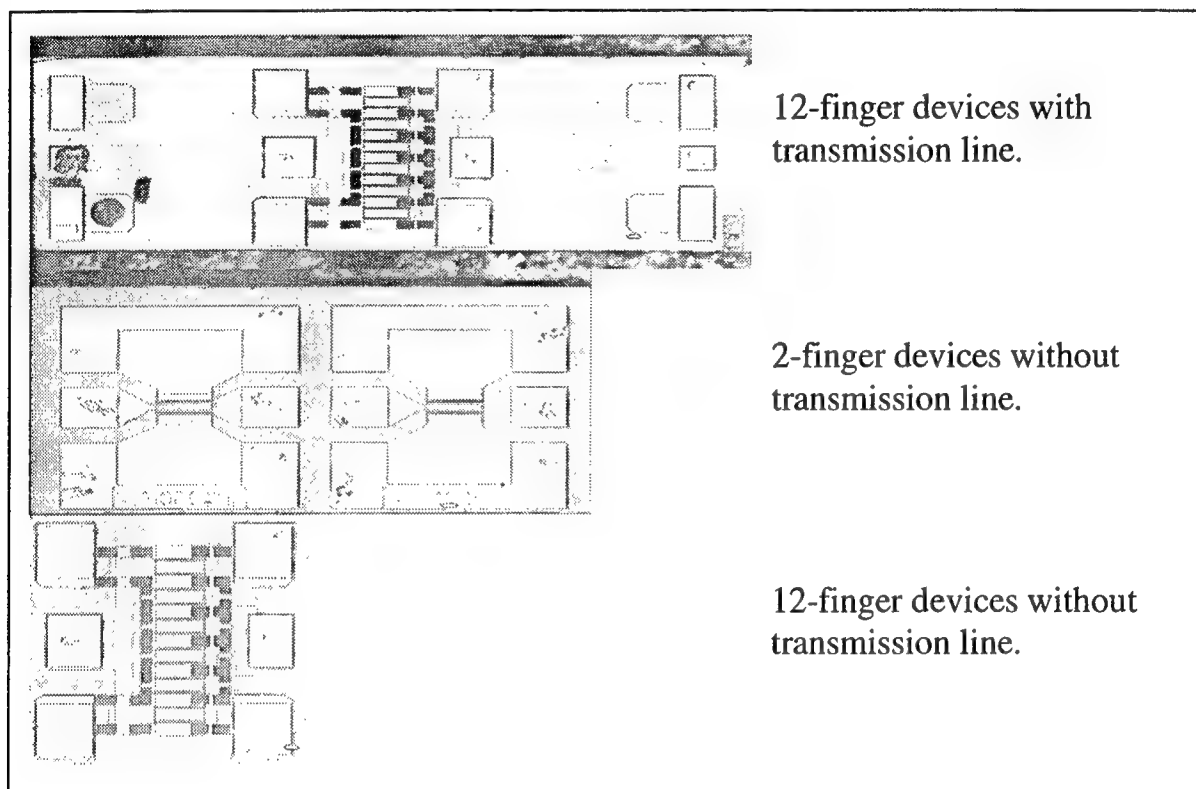 12-finger devices with
transmission line.
2-finger devices without
transmission line.
12-finger devices without
transmission line.